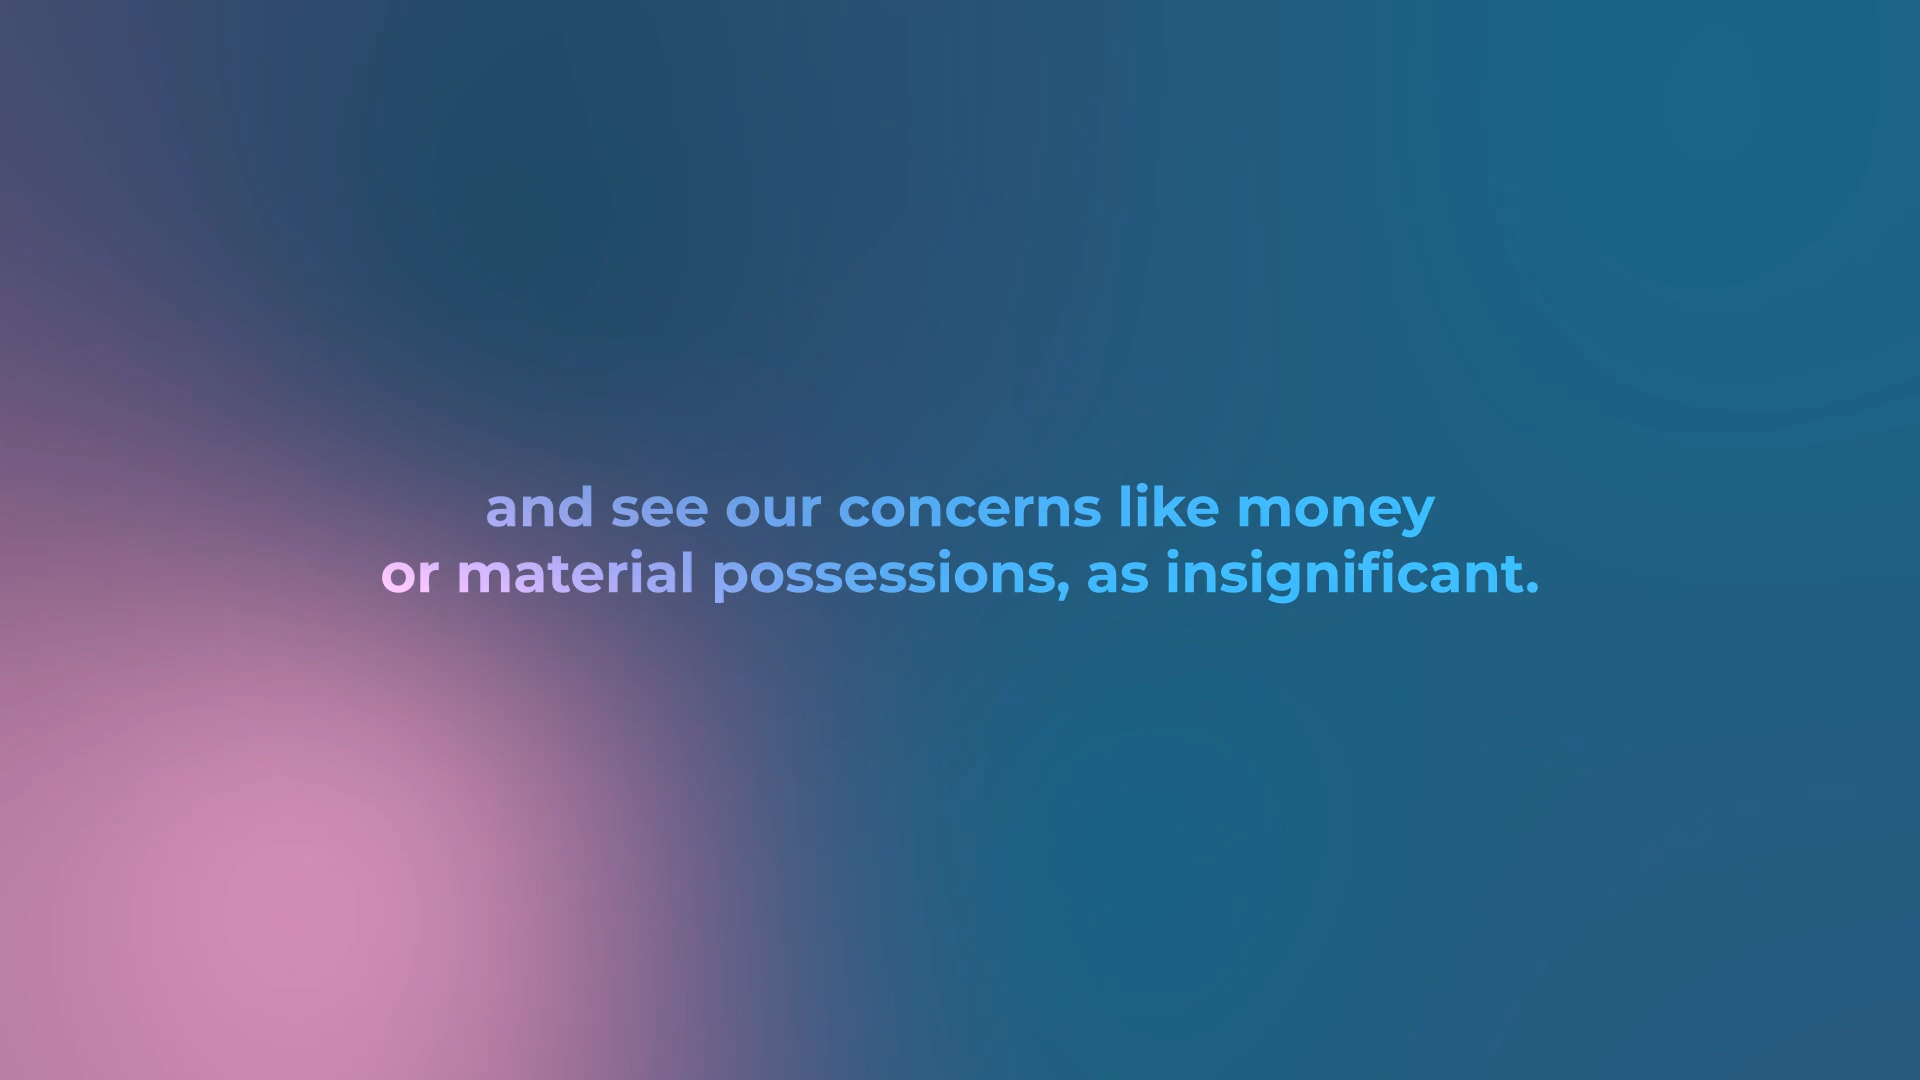 and see our concerns like money
or material possessions, as insignificant.